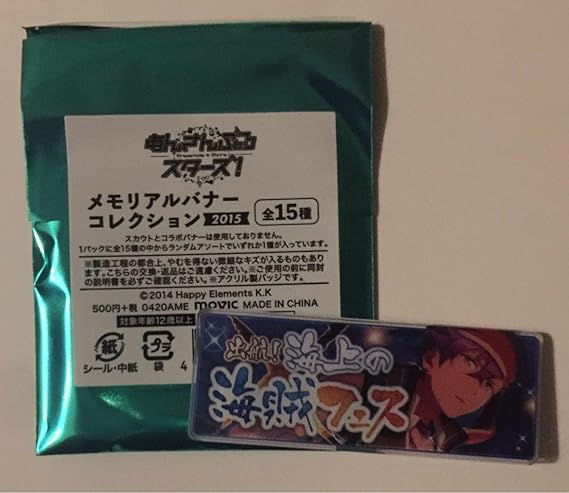 あんさんぶる
Ensemble Stars
スターズ!
メモリアルバナー
コレクション 2015 全15種
スカウトとコラボバナーは使用しておりません。
1パックに全15種の中からランダムアソートでいずれか1種が入っています。
※製造工程の都合上、やむを得ない微細なキズが入るものもあり
ます。こちらの交換・返品はご遠慮ください。※ご使用の前に同封
の説明書を必ずご確認ください。※アクリル製バッジです。
©2014 Happy Elements K.K
500円+税 0420AME movic MADE IN CHINA
対象年齢12歳以上
紙 プラ
シール・中紙 袋 4
出航!海上の
海賊フェス